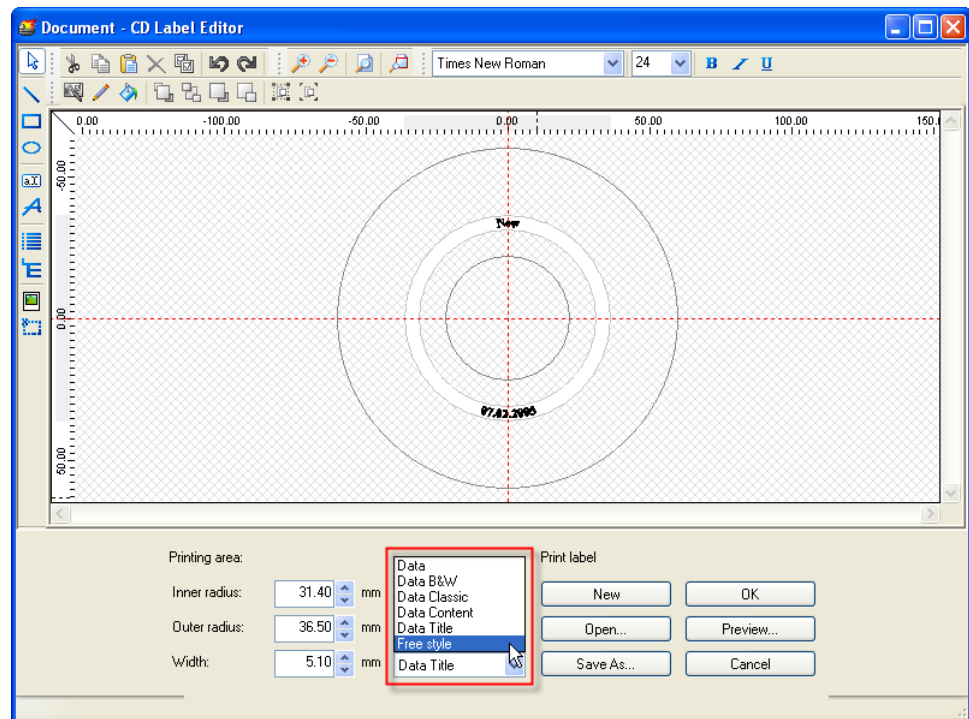 Document - CD Label Editor
Times New Roman 24 B I U
0.00 -100.00 -50.00 0.00 50.00 100.00 150.
-50.00
New
0.00
50.00
Printing area:
Inner radius: 31.40 mm
Outer radius: 36.50 mm
Width: 5.10 mm
Data
Data B&W
Data Classic
Data Content
Data Title
Free style
Data Title
Print label
New OK
Open... Preview...
Save As... Cancel